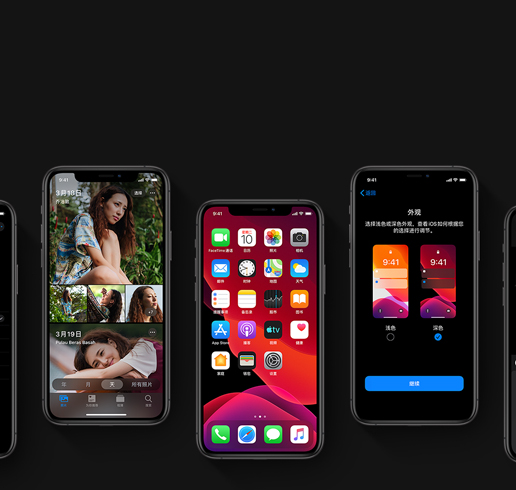 9:41
3月18日
选择
3月19日
Pulau Beras Basah
年
月
天
所有照片
9:41
FaceTime 通话
日历
照片
相机
邮件
时钟
地图
天气
提醒事项
备忘录
股市
图书
App Store
播客
视频
健康
家庭
钱包
设置
9:41
返回
外观
选择浅色或深色外观，查看 iOS 如何根据您
的选择进行调节。
9:41
9:41
浅色
深色
继续